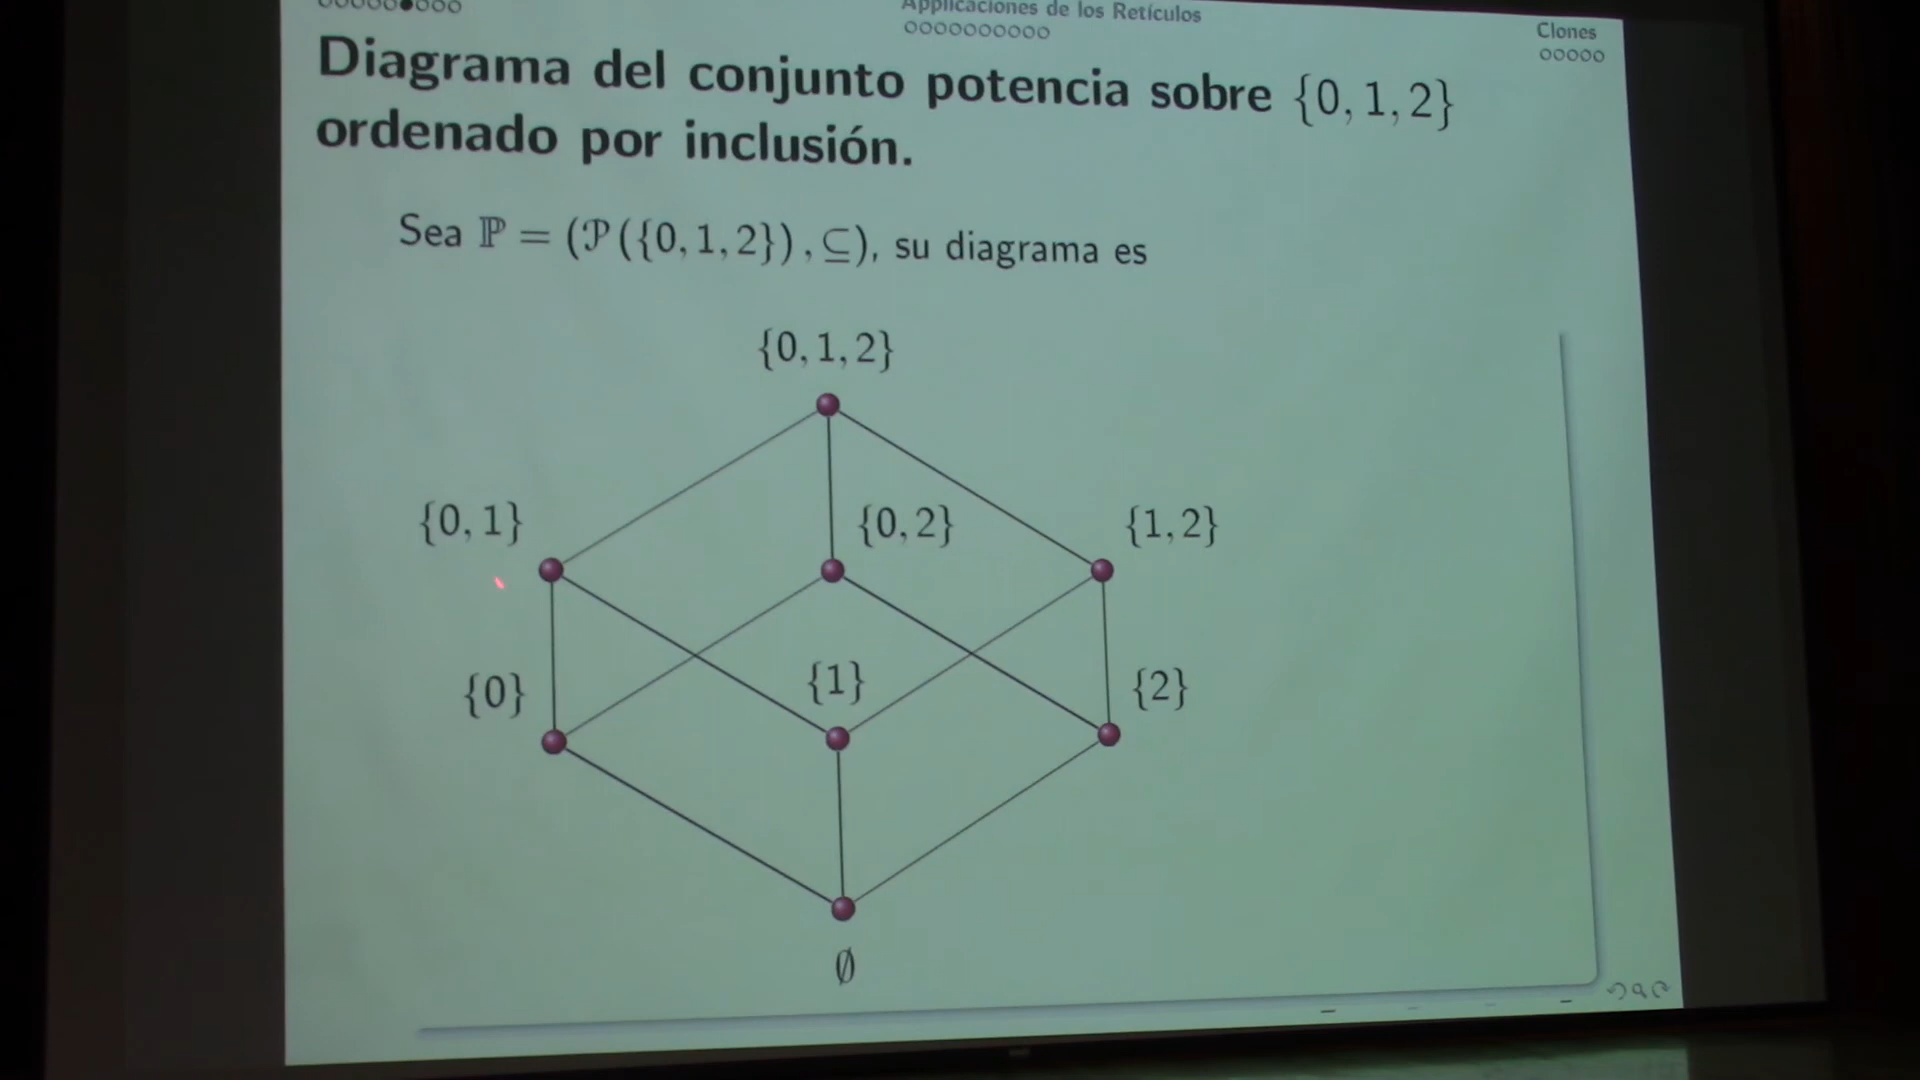 Aplicaciones de los Retículos
Clones
Diagrama del conjunto potencia sobre {0, 1, 2}
ordenado por inclusión.
Sea ℙ = (𝒫 ({0, 1, 2}) , ⊆), su diagrama es
{0, 1, 2}
{0, 1} {0, 2} {1, 2}
{0} {1} {2}
∅